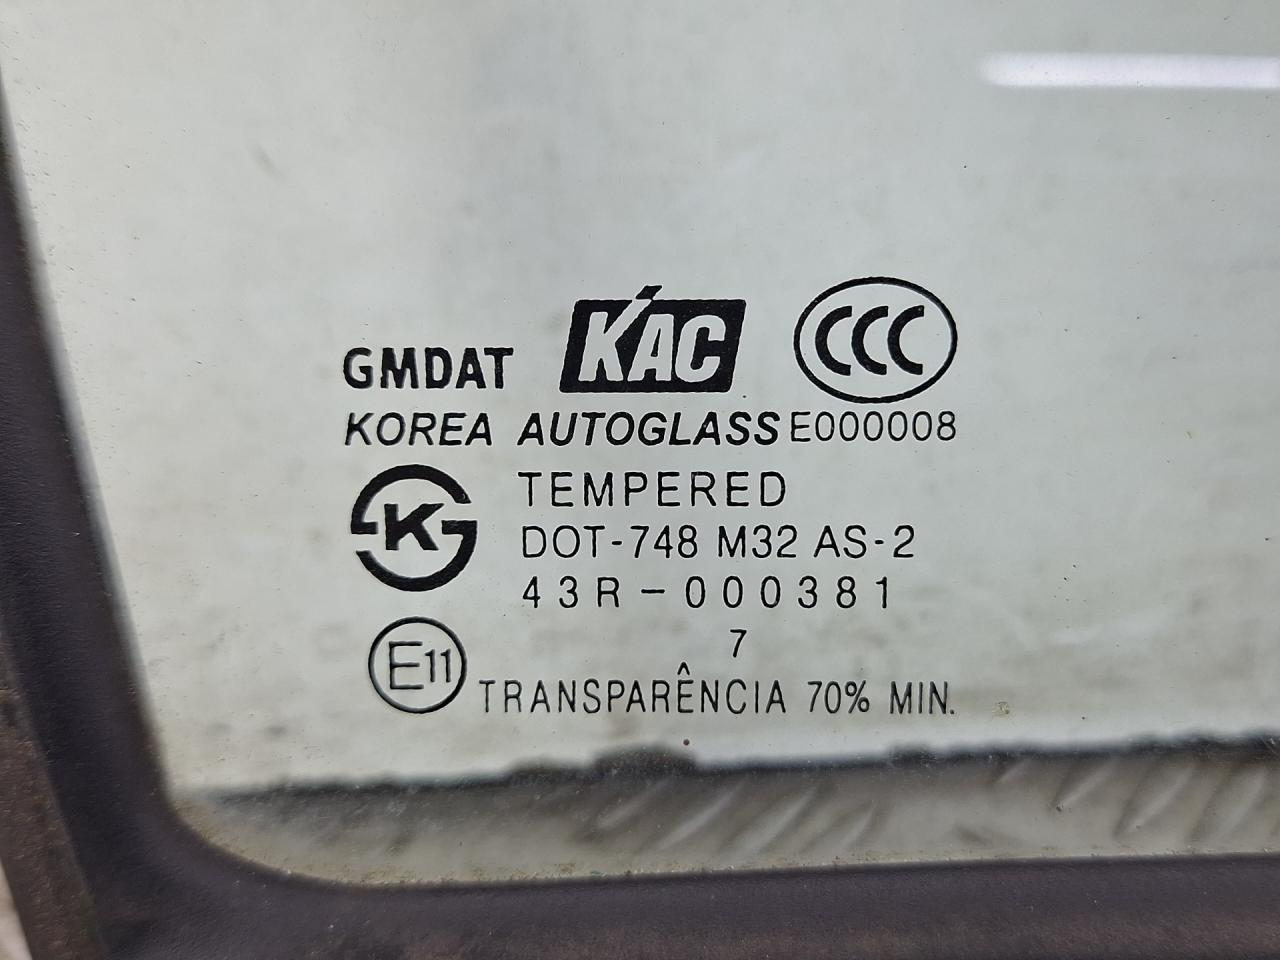 GMDAT KAC CCC
KOREA AUTOGLASS E000008
K TEMPERED
DOT-748 M32 AS-2
43R-000381
7
E11 TRANSPARÊNCIA 70% MIN.